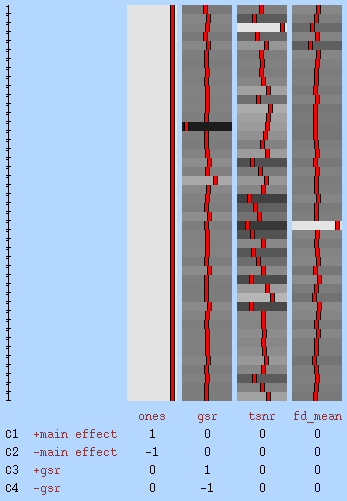 1
ones gsr tsnr fd_mean
C1 +main effect 1 0 0 0
C2 -main effect -1 0 0 0
C3 +gsr 0 1 0 0
C4 -gsr 0 -1 0 0